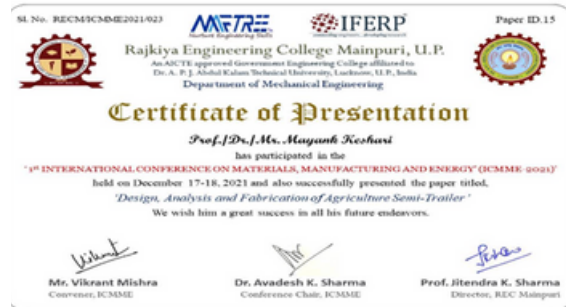 Sl. No. RECM/ICMME2021/023
MFTRE
Nurture Engineering Skills
IFERP
Paper ID.15
Rajkiya Engineering College Mainpuri, U.P.
An AICTE approved Government Engineering College affiliated to
Dr. A. P. J. Abdul Kalam Technical University, Lucknow, U.P., India
Department of Mechanical Engineering
Certificate of Presentation
Prof./Dr./Mr. Mayank Keshari
has participated in the
"1st INTERNATIONAL CONFERENCE ON MATERIALS, MANUFACTURING AND ENERGY" (ICMME-2021)"
held on December 17-18, 2021 and also successfully presented the paper titled,
'Design, Analysis and Fabrication of Agriculture Semi-Trailer'
We wish him a great success in all his future endeavors.
Mr. Vikrant Mishra
Convener, ICMME
Dr. Avadesh K. Sharma
Conference Chair, ICMME
Prof. Jitendra K. Sharma
Director, REC Mainpuri